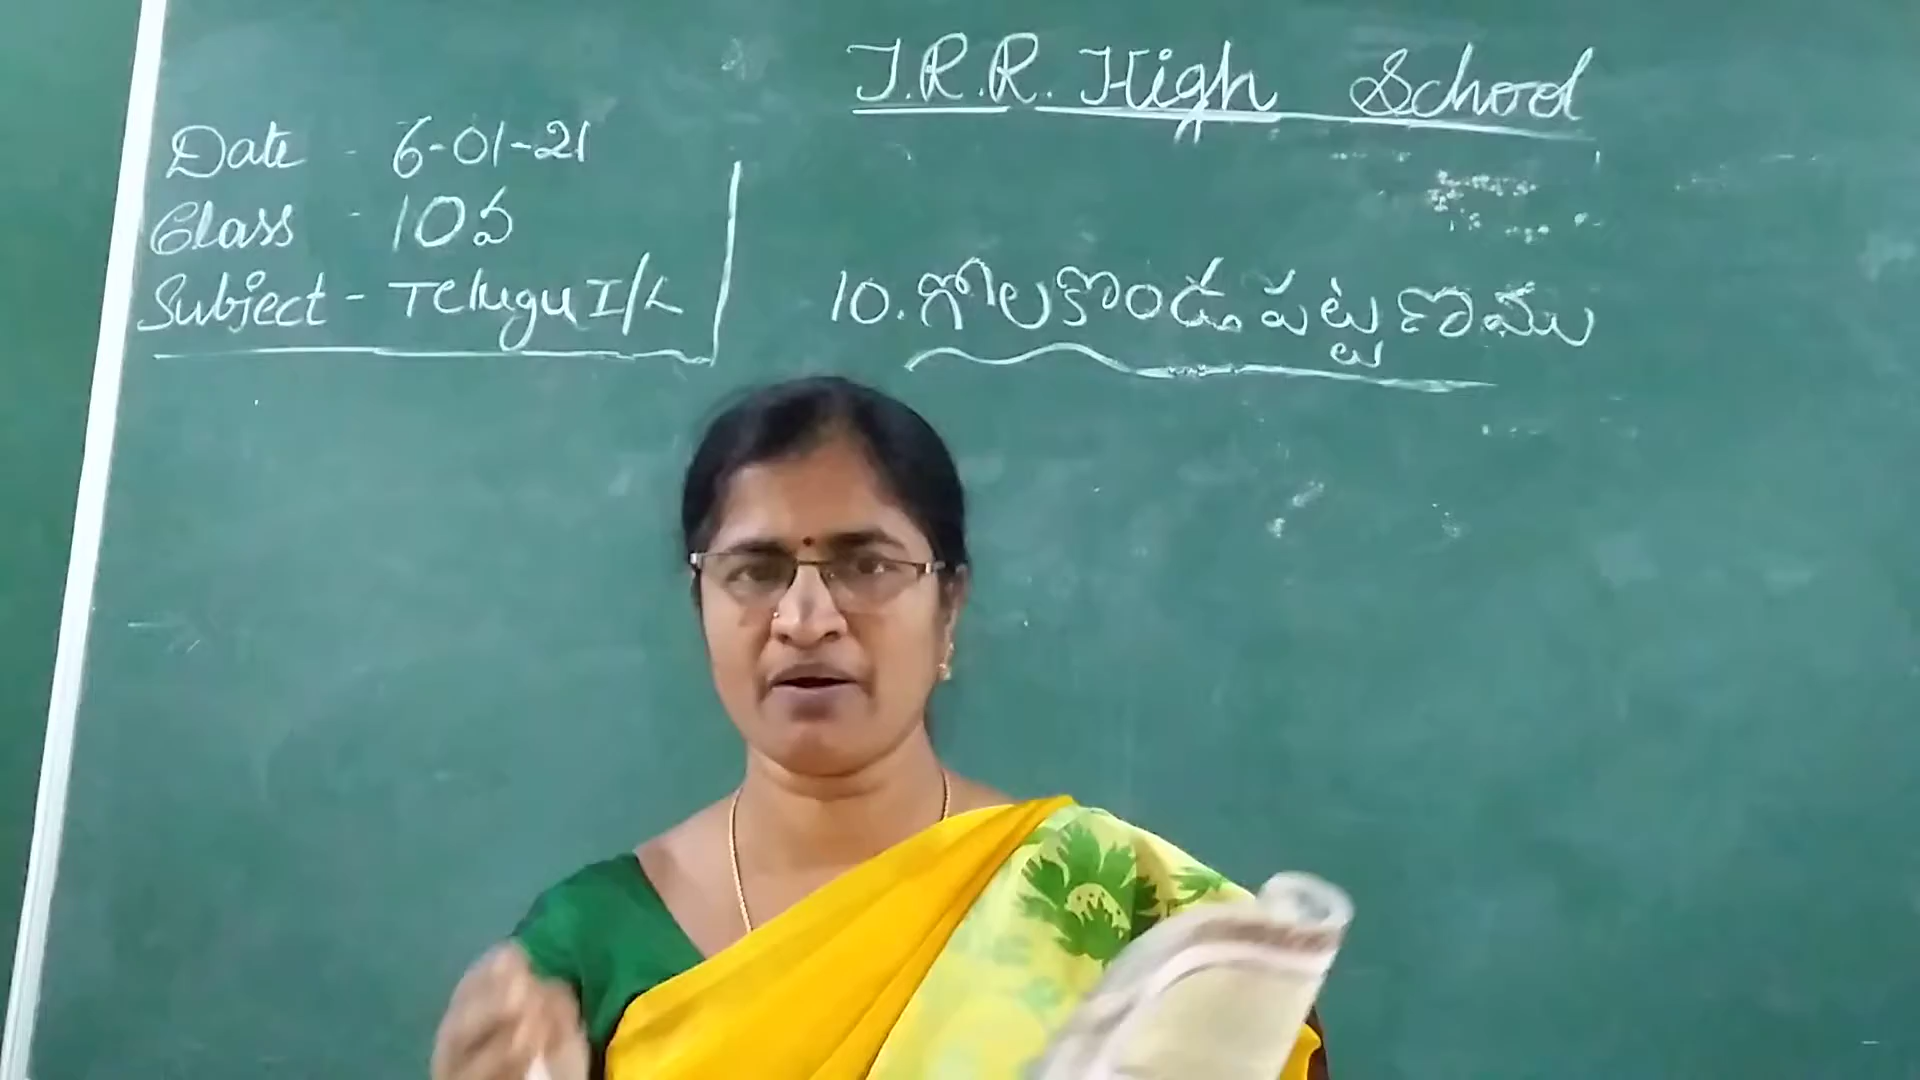 T.R.R. High School
Date - 6-01-21
Class - 10వ
Subject - Telugu I/L
10. గోలకొండ పట్టణము